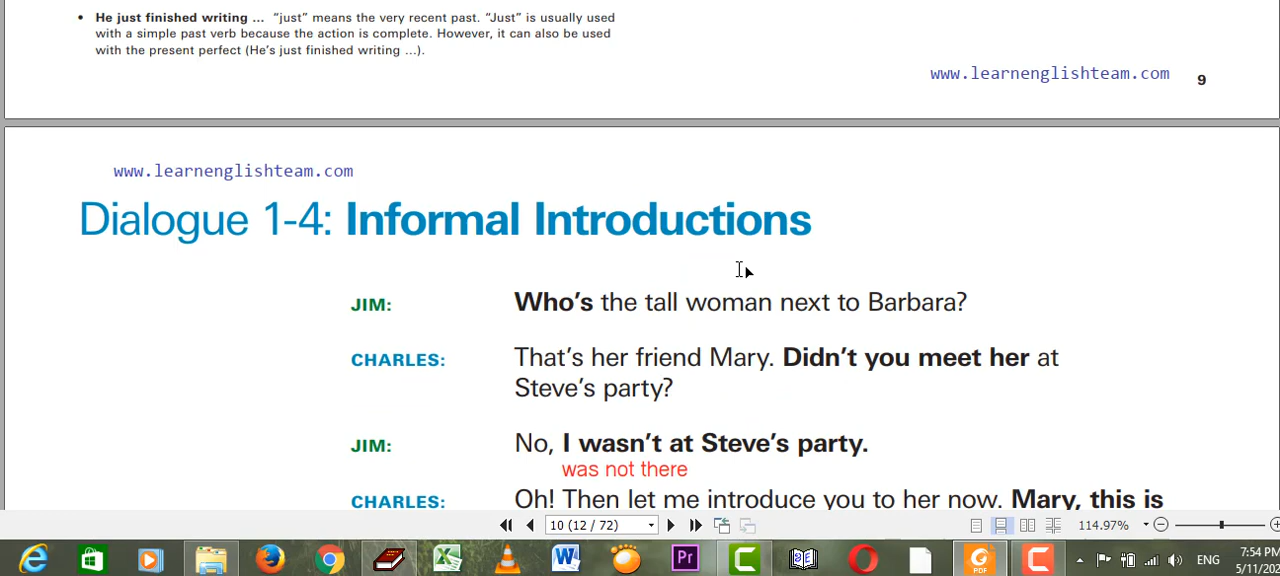 • He just finished writing … “just” means the very recent past. “Just” is usually used
with a simple past verb because the action is complete. However, it can also be used
with the present perfect (He’s just finished writing …).
www.learnenglishteam.com 9
www.learnenglishteam.com
Dialogue 1-4: Informal Introductions
JIM: Who’s the tall woman next to Barbara?
CHARLES: That’s her friend Mary. Didn’t you meet her at
Steve’s party?
JIM: No, I wasn’t at Steve’s party.
was not there
CHARLES: Oh! Then let me introduce you to her now. Mary, this is
10 (12 / 72) 114.97%
Pr PDF ENG 7:54 PM
5/11/202